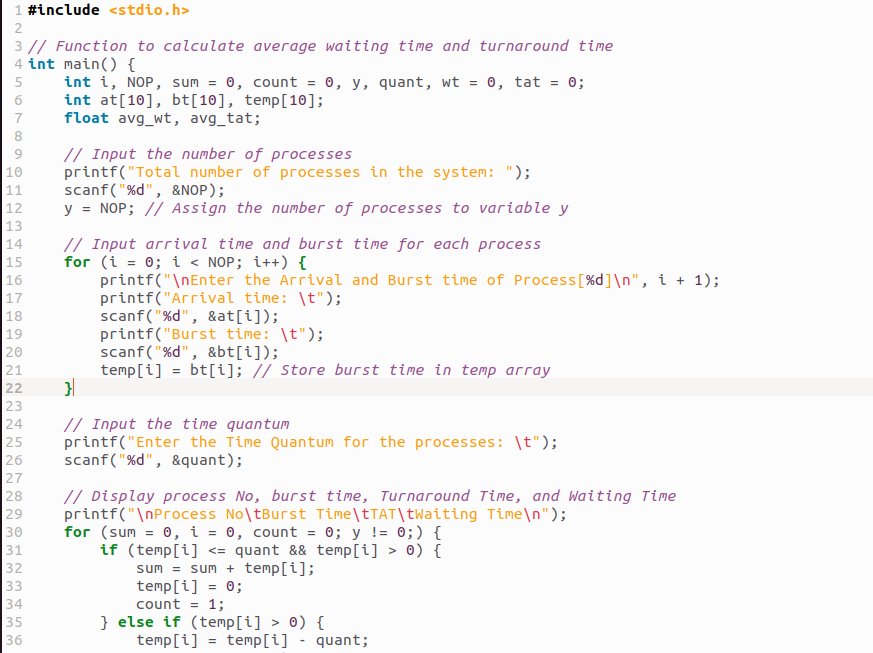 1 #include <stdio.h>
2
3 // Function to calculate average waiting time and turnaround time
4 int main() {
5     int i, NOP, sum = 0, count = 0, y, quant, wt = 0, tat = 0;
6     int at[10], bt[10], temp[10];
7     float avg_wt, avg_tat;
8
9     // Input the number of processes
10     printf("Total number of processes in the system: ");
11     scanf("%d", &NOP);
12     y = NOP; // Assign the number of processes to variable y
13
14     // Input arrival time and burst time for each process
15     for (i = 0; i < NOP; i++) {
16         printf("\nEnter the Arrival and Burst time of Process[%d]\n", i + 1);
17         printf("Arrival time: \t");
18         scanf("%d", &at[i]);
19         printf("Burst time: \t");
20         scanf("%d", &bt[i]);
21         temp[i] = bt[i]; // Store burst time in temp array
22     }
23
24     // Input the time quantum
25     printf("Enter the Time Quantum for the processes: \t");
26     scanf("%d", &quant);
27
28     // Display process No, burst time, Turnaround Time, and Waiting Time
29     printf("\nProcess No\tBurst Time\tTAT\tWaiting Time\n");
30     for (sum = 0, i = 0, count = 0; y != 0;) {
31         if (temp[i] <= quant && temp[i] > 0) {
32             sum = sum + temp[i];
33             temp[i] = 0;
34             count = 1;
35         } else if (temp[i] > 0) {
36             temp[i] = temp[i] - quant;